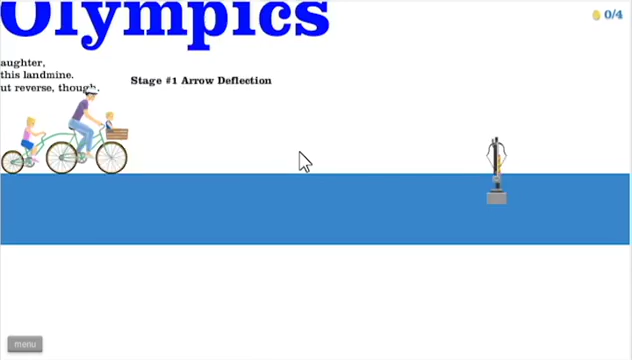 Olympics
0/4
aughter,
this landmine.
ut reverse, though.
Stage #1 Arrow Deflection
menu